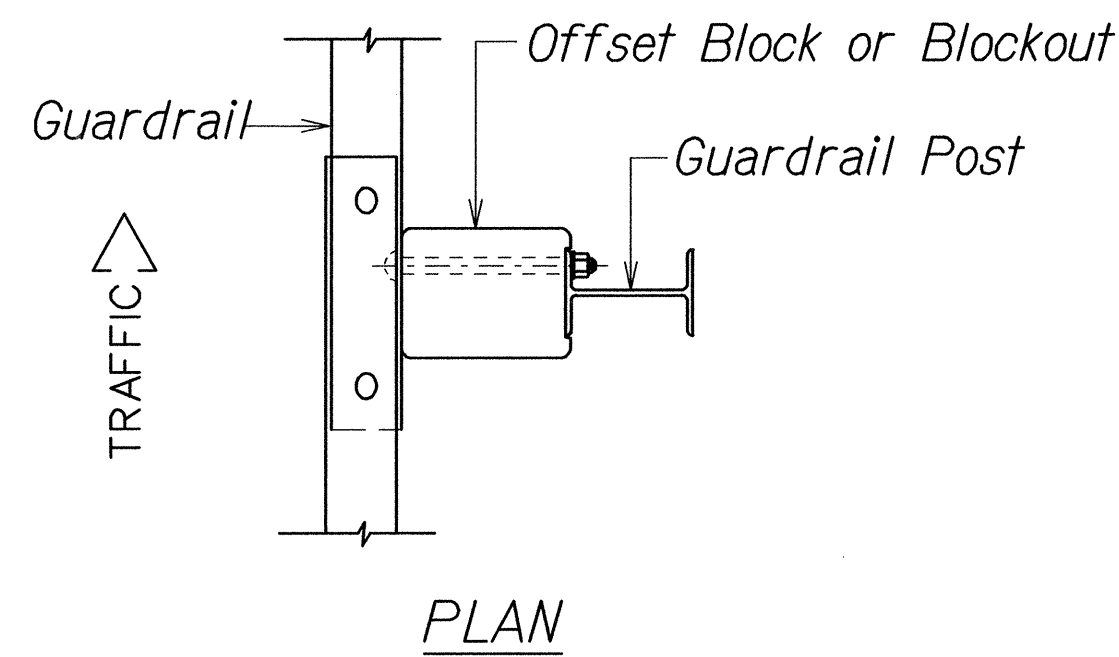 Offset Block or Blockout
Guardrail
Guardrail Post
TRAFFIC
PLAN